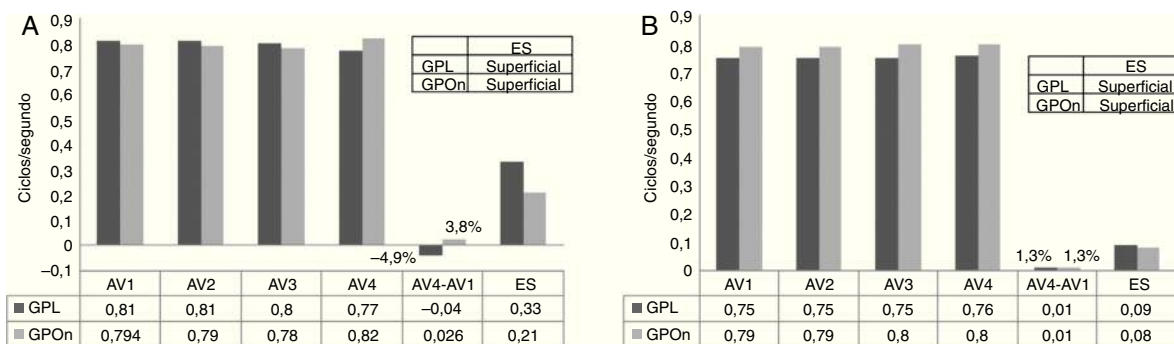 A
Ciclos/segundo
0,9
0,8
0,7
0,6
0,5
0,4
0,3
0,2
0,1
0
–0,1
ES
GPL Superficial
GPOn Superficial
–4,9%
3,8%
AV1 AV2 AV3 AV4 AV4-AV1 ES
GPL 0,81 0,81 0,8 0,77 –0,04 0,33
GPOn 0,794 0,79 0,78 0,82 0,026 0,21
B
Ciclos/segundo
0,9
0,8
0,7
0,6
0,5
0,4
0,3
0,2
0,1
0
ES
GPL Superficial
GPOn Superficial
1,3% 1,3%
AV1 AV2 AV3 AV4 AV4-AV1 ES
GPL 0,75 0,75 0,75 0,76 0,01 0,09
GPOn 0,79 0,79 0,8 0,8 0,01 0,08